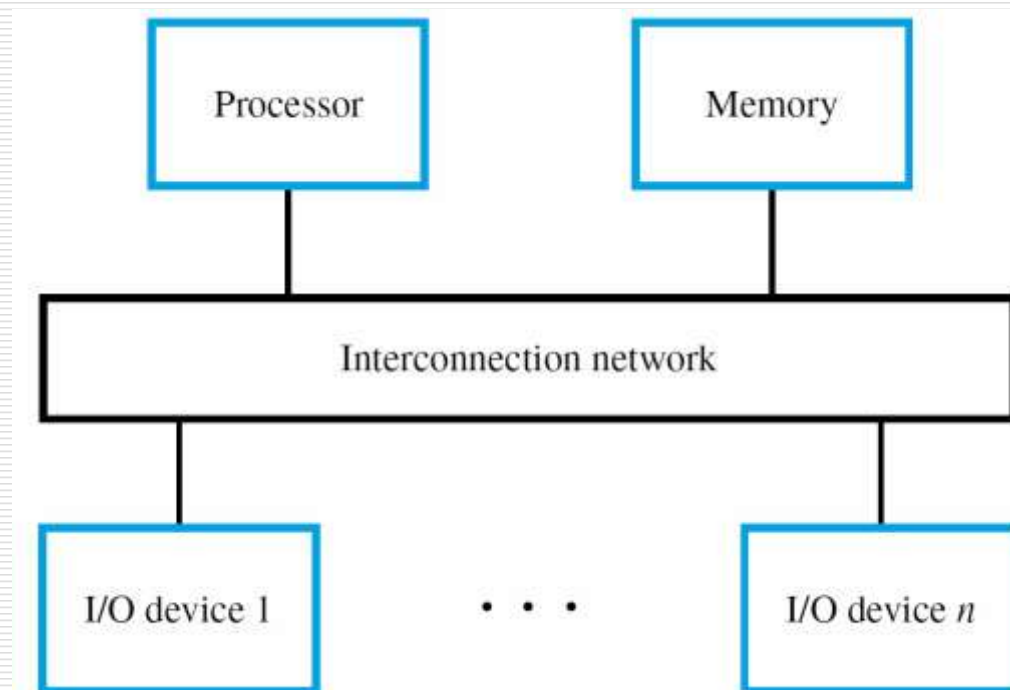 Processor
Memory
Interconnection network
I/O device 1
. . .
I/O device n